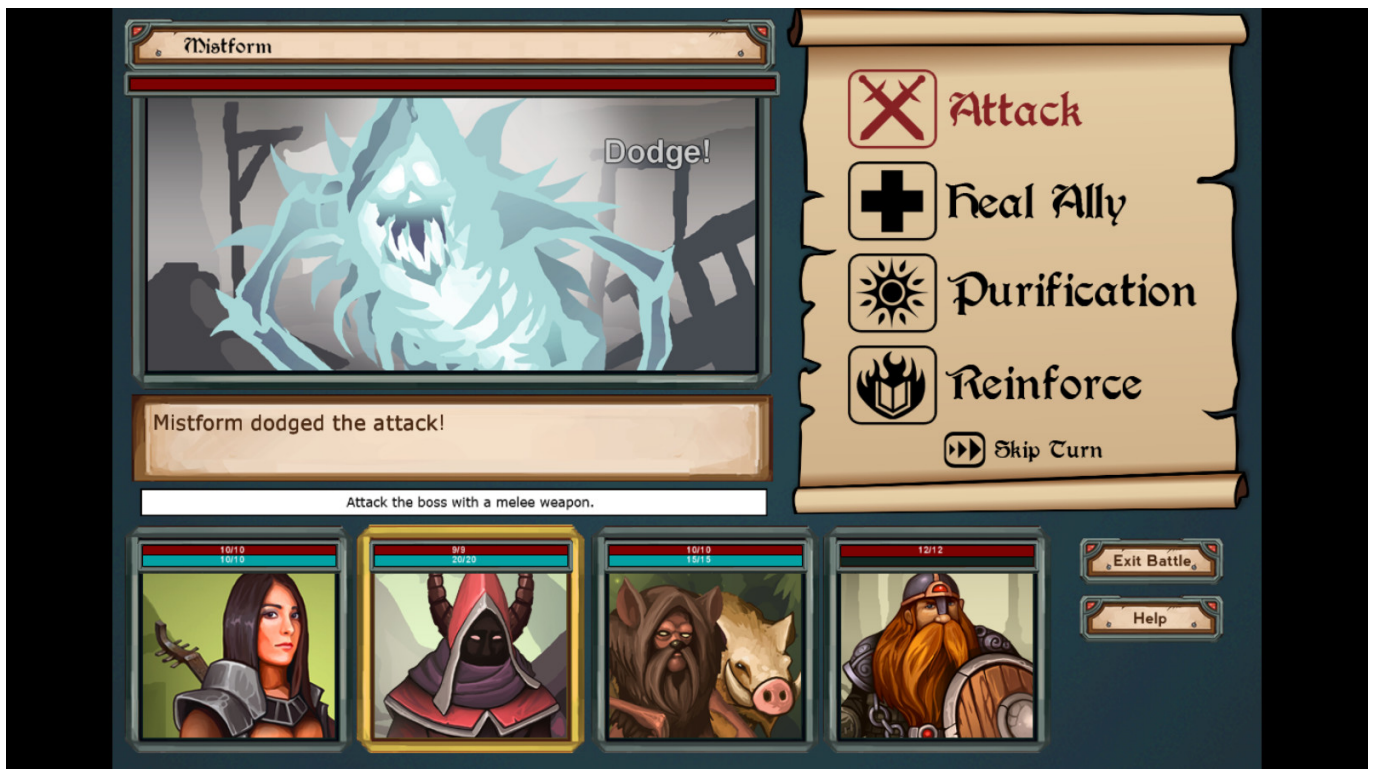 Mistform
Dodge!
Mistform dodged the attack!
Attack the boss with a melee weapon.
Attack
Heal Ally
Purification
Reinforce
Skip Turn
10/10
10/10
9/9
20/20
10/10
15/15
12/12
Exit Battle
Help